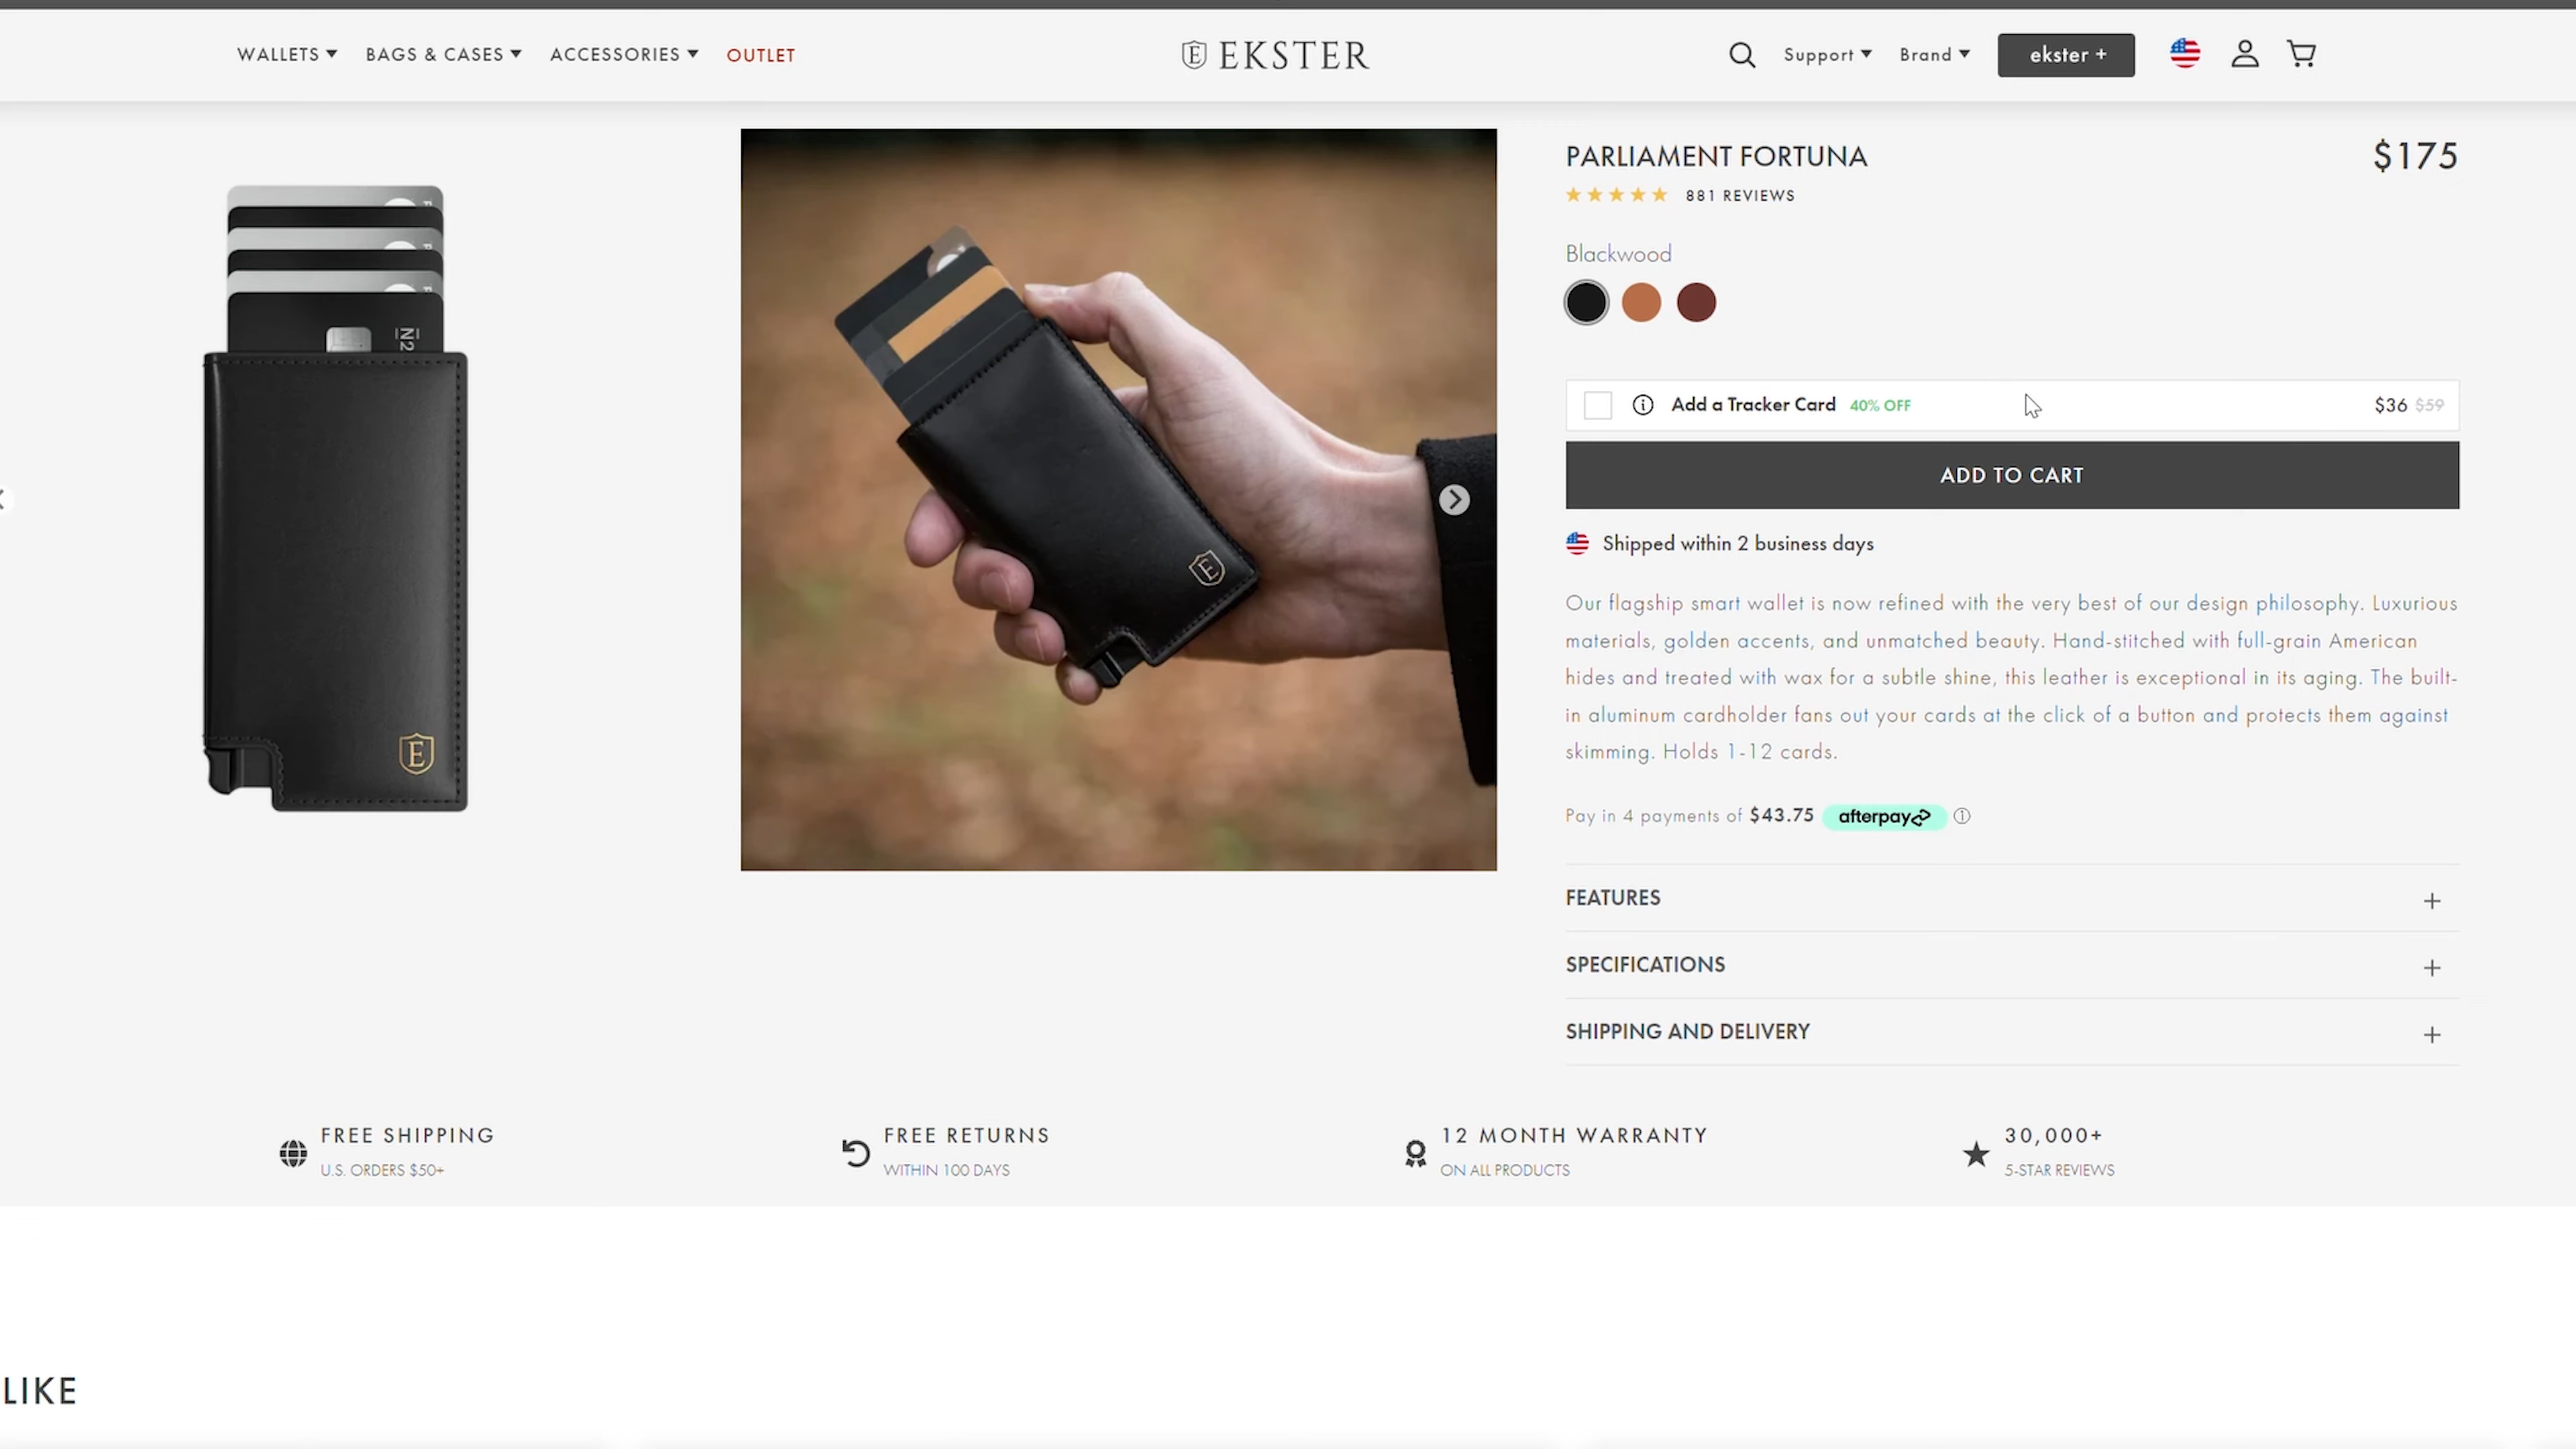 WALLETS BAGS & CASES ACCESSORIES OUTLET
E EKSTER
Support Brand ekster +
PARLIAMENT FORTUNA $175
881 REVIEWS
Blackwood
Add a Tracker Card 40% OFF $36 $59
ADD TO CART
Shipped within 2 business days
Our flagship smart wallet is now refined with the very best of our design philosophy. Luxurious
materials, golden accents, and unmatched beauty. Hand-stitched with full-grain American
hides and treated with wax for a subtle shine, this leather is exceptional in its aging. The built-
in aluminum cardholder fans out your cards at the click of a button and protects them against
skimming. Holds 1-12 cards.
Pay in 4 payments of $43.75 afterpay
FEATURES
SPECIFICATIONS
SHIPPING AND DELIVERY
N2
E
E
FREE SHIPPING
U.S. ORDERS $50+
FREE RETURNS
WITHIN 100 DAYS
12 MONTH WARRANTY
ON ALL PRODUCTS
30,000+
5-STAR REVIEWS
LIKE